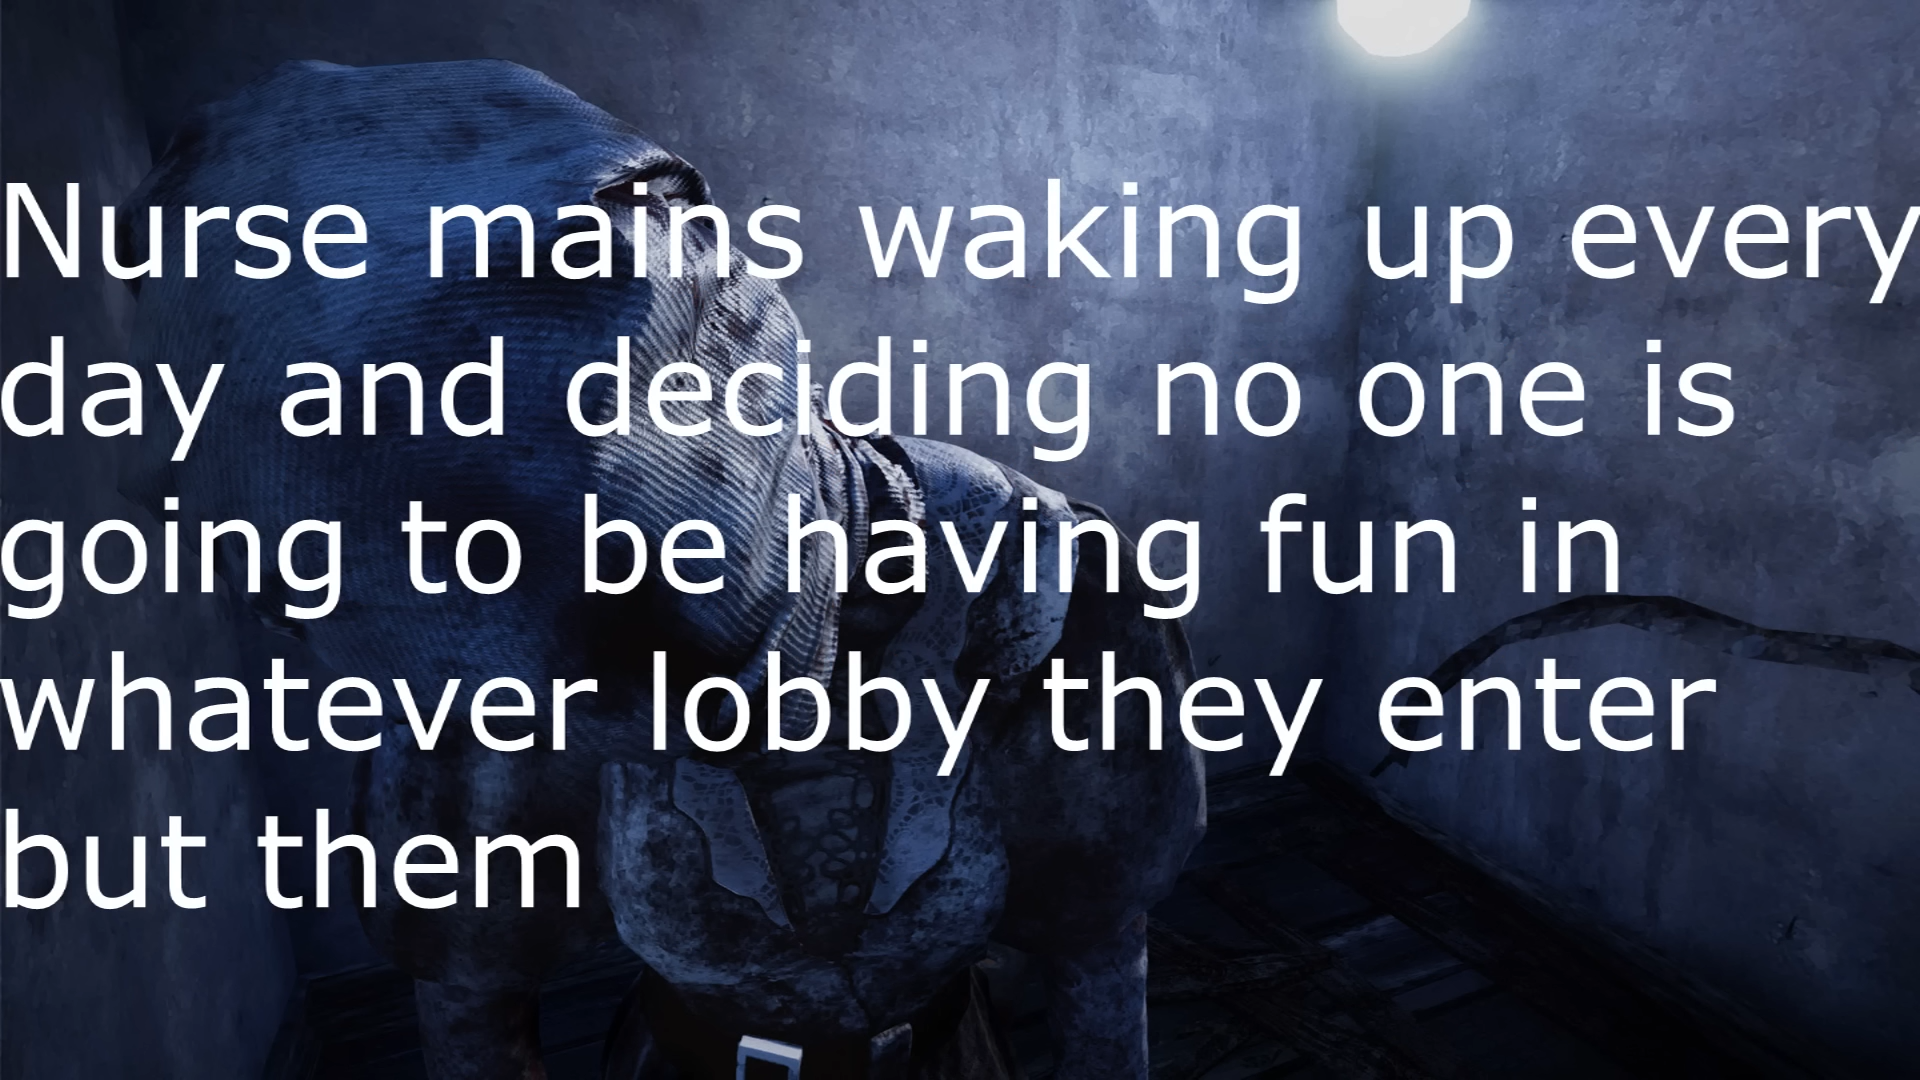 Nurse mains waking up every
day and deciding no one is
going to be having fun in
whatever lobby they enter
but them